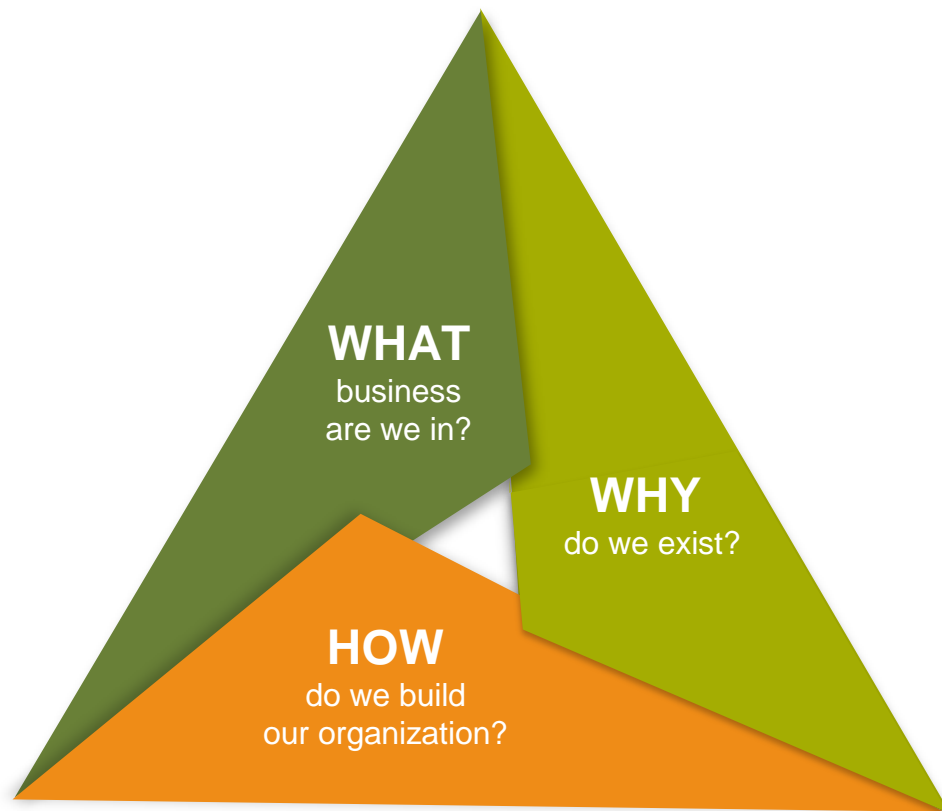 WHAT
business
are we in?
WHY
do we exist?
HOW
do we build
our organization?